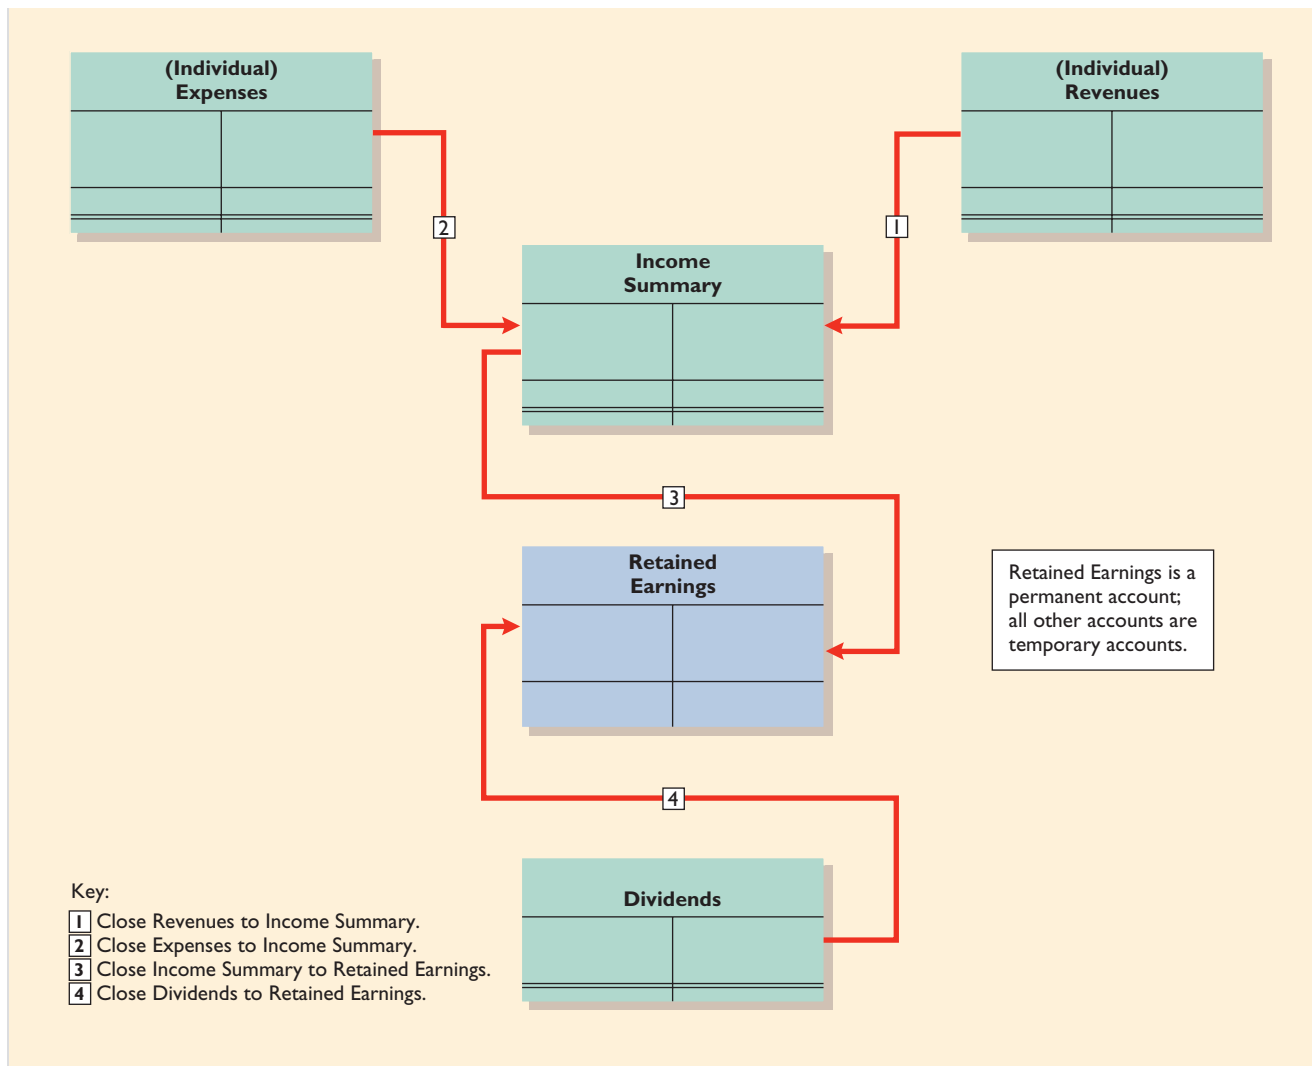 (Individual)
Expenses
(Individual)
Revenues
2
1
Income
Summary
3
Retained
Earnings
Retained Earnings is a
permanent account;
all other accounts are
temporary accounts.
4
Dividends
Key:
1 Close Revenues to Income Summary.
2 Close Expenses to Income Summary.
3 Close Income Summary to Retained Earnings.
4 Close Dividends to Retained Earnings.